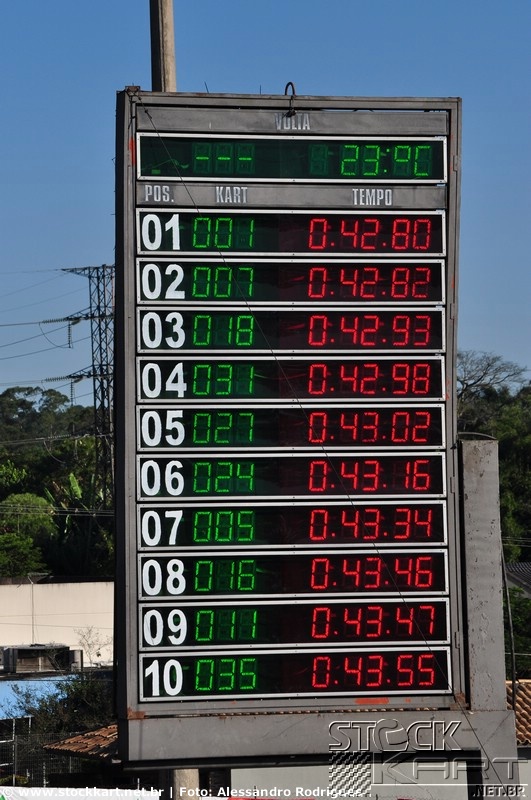 VOLTA
--- 23:°C
POS. KART TEMPO
01 001 0.42.80
02 007 0.42.82
03 018 0.42.93
04 031 0.42.98
05 027 0.43.02
06 024 0.43.16
07 005 0.43.34
08 016 0.43.46
09 011 0.43.47
10 035 0.43.55
STOCK
KART
.NET.BR
www.stockkart.net.br | Foto: Alessandro Rodrigues